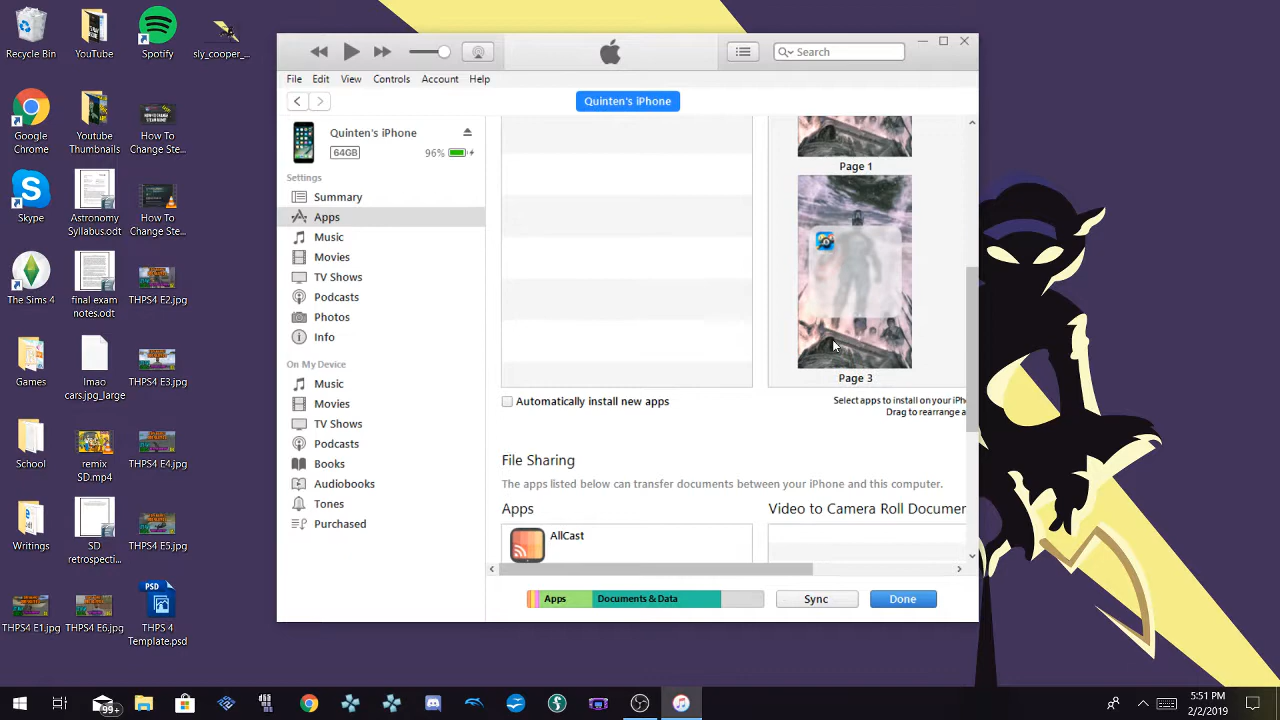 Recycle Bin
YouTube
Spotify
sly_cooper_...
Google
Chrome
Youtube
Thumbnails
How To
Change Ste...
Skype
Astronomy
Syllabus.odt
How To
Change Ste...
The Sims 4
final exam
notes.odt
THPS4 E2.jpg
Games
lmao
cars.jpg_large
THPS4 E3.jpg
School
remix
SD.mp4
THPS4 E4.jpg
Writings
SD
retrospecti...
THPS4 E5.jpg
THPS4 E1.jpg
THPS4 E6.jpg
PSD
THPS 4
Template.psd
Search
File Edit View Controls Account Help
Quinten's iPhone
Quinten's iPhone
64GB
96%
Settings
Summary
Apps
Music
Movies
TV Shows
Podcasts
Photos
Info
On My Device
Music
Movies
TV Shows
Podcasts
Books
Audiobooks
Tones
Purchased
Page 1
Page 3
Automatically install new apps
Select apps to install on your iPho
Drag to rearrange a
File Sharing
The apps listed below can transfer documents between your iPhone and this computer.
Apps
Video to Camera Roll Documen
AllCast
Apps
Documents & Data
Sync
Done
99+
5:51 PM
2/2/2019